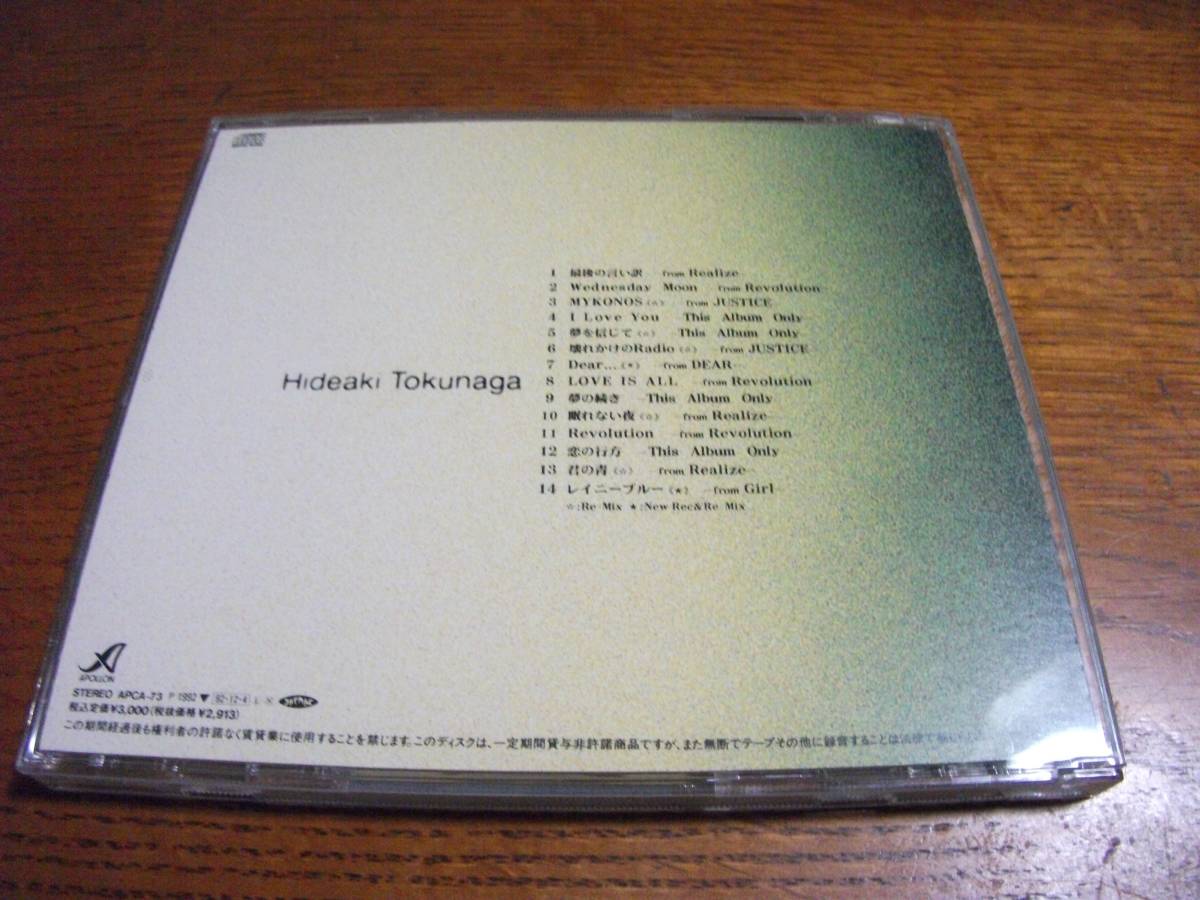 Hideaki Tokunaga
1 最後の言い訳 —from Realize—
2 Wednesday Moon —from Revolution—
3 MYKONOS(☆) —from JUSTICE—
4 I Love You —This Album Only—
5 夢を信じて(☆) —This Album Only—
6 壊れかけのRadio(☆) —from JUSTICE—
7 Dear...(★) —from DEAR—
8 LOVE IS ALL —from Revolution—
9 夢の続き —This Album Only—
10 眠れない夜(☆) —from Realize—
11 Revolution —from Revolution—
12 恋の行方 —This Album Only—
13 君の青(☆) —from Realize—
14 レイニーブルー(★) —from Girl—
☆:Re-Mix ★:New Rec&Re-Mix
APOLLON
STEREO APCA-73 P 1992 ▼ 92-12-4 L X
税込定価¥3,000(税抜価格¥2,913)
この期間経過後も権利者の許諾なく賃貸業に使用することを禁じます。このディスクは、一定期間貸与非許諾商品ですが、また無断でテープその他に録音することは法律で